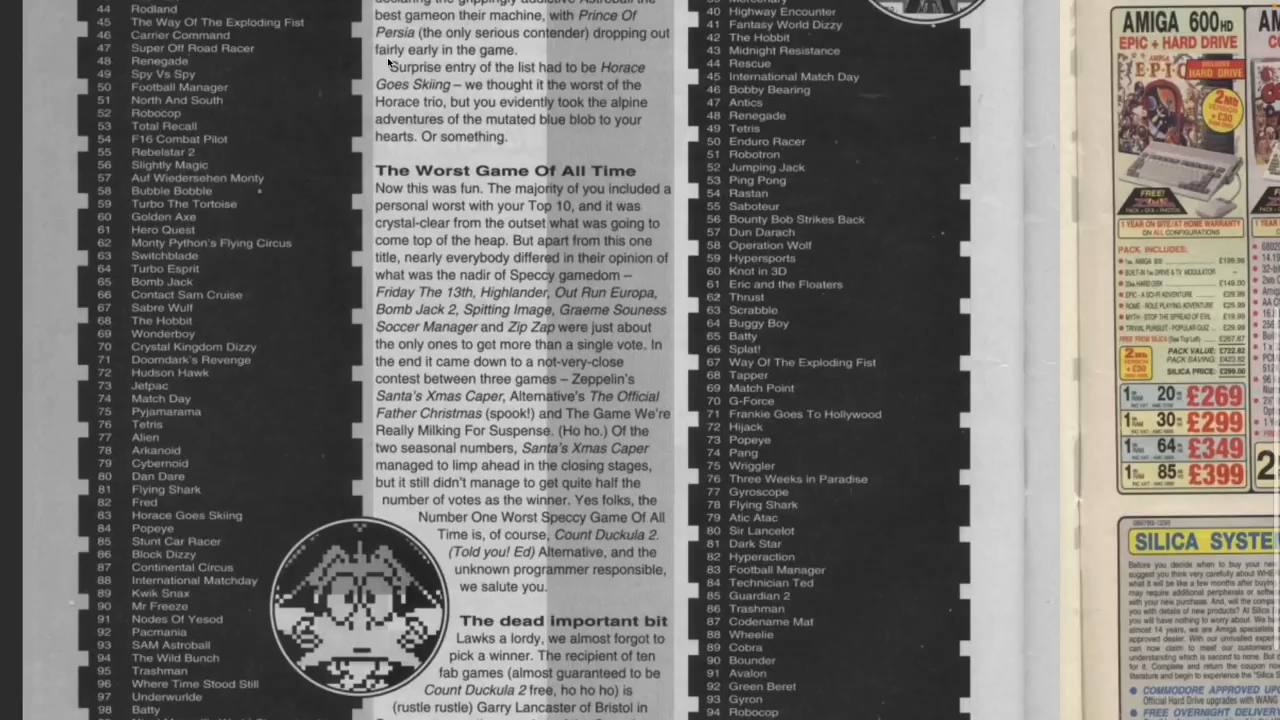 44 Rodland
45 The Way Of The Exploding Fist
46 Carrier Command
47 Super Off Road Racer
48 Renegade
49 Spy Vs Spy
50 Football Manager
51 North And South
52 Robocop
53 Total Recall
54 F16 Combat Pilot
55 Rebelstar 2
56 Slightly Magic
57 Auf Wiedersehen Monty
58 Bubble Bobble
59 Turbo The Tortoise
60 Golden Axe
61 Hero Quest
62 Monty Python's Flying Circus
63 Switchblade
64 Turbo Esprit
65 Bomb Jack
66 Contact Sam Cruise
67 Sabre Wulf
68 The Hobbit
69 Wonderboy
70 Crystal Kingdom Dizzy
71 Doomdark's Revenge
72 Hudson Hawk
73 Jetpac
74 Match Day
75 Pyjamarama
76 Tetris
77 Alien
78 Arkanoid
79 Cybernoid
80 Dan Dare
81 Flying Shark
82 Fred
83 Horace Goes Skiing
84 Popeye
85 Stunt Car Racer
86 Block Dizzy
87 Continental Circus
88 International Matchday
89 Kwik Snax
90 Mr Freeze
91 Nodes Of Yesod
92 Pacmania
93 SAM Astroball
94 The Wild Bunch
95 Trashman
96 Where Time Stood Still
97 Underwurlde
98 Batty
best gameon their machine, with Prince Of
Persia (the only serious contender) dropping out
fairly early in the game.
Surprise entry of the list had to be Horace
Goes Skiing – we thought it the worst of the
Horace trio, but you evidently took the alpine
adventures of the mutated blue blob to your
hearts. Or something.
The Worst Game Of All Time
Now this was fun. The majority of you included a
personal worst with your Top 10, and it was
crystal-clear from the outset what was going to
come top of the heap. But apart from this one
title, nearly everybody differed in their opinion of
what was the nadir of Speccy gamedom –
Friday The 13th, Highlander, Out Run Europa,
Bomb Jack 2, Spitting Image, Graeme Souness
Soccer Manager and Zip Zap were just about
the only ones to get more than a single vote. In
the end it came down to a not-very-close
contest between three games – Zeppelin's
Santa's Xmas Caper, Alternative's The Official
Father Christmas (spook!) and The Game We're
Really Milking For Suspense. (Ho ho.) Of the
two seasonal numbers, Santa's Xmas Caper
managed to limp ahead in the closing stages,
but it still didn't manage to get quite half the
number of votes as the winner. Yes folks, the
Number One Worst Speccy Game Of All
Time is, of course, Count Duckula 2.
(Told you! Ed) Alternative, and the
unknown programmer responsible,
we salute you.
And important bit
Lawks a lordy, we almost forgot to
pick a winner. The recipient of ten
fab games (almost guaranteed to be
Count Duckula 2 free, ho ho ho) is
(rustle rustle) Garry Lancaster of Bristol in
40 Highway Encounter
41 Fantasy World Dizzy
42 The Hobbit
43 Midnight Resistance
44 Rescue
45 International Match Day
46 Bobby Bearing
47 Antics
48 Renegade
49 Tetris
50 Enduro Racer
51 Robotron
52 Jumping Jack
53 Ping Pong
54 Rastan
55 Saboteur
56 Bounty Bob Strikes Back
57 Dun Darach
58 Operation Wolf
59 Hypersports
60 Knot in 3D
61 Eric and the Floaters
62 Thrust
63 Scrabble
64 Buggy Boy
65 Batty
66 Splat!
67 Way Of The Exploding Fist
68 Tapper
69 Match Point
70 G-Force
71 Frankie Goes To Hollywood
72 Hijack
73 Popeye
74 Pang
75 Wriggler
76 Three Weeks in Paradise
77 Gyroscope
78 Flying Shark
79 Atic Atac
80 Sir Lancelot
81 Dark Star
82 Hyperaction
83 Football Manager
84 Technician Ted
85 Guardian 2
86 Trashman
87 Codename Mat
88 Wheelie
89 Cobra
90 Bounder
91 Avalon
92 Green Beret
93 Gyron
94 Robocop
AMIGA 600HD
EPIC + HARD DRIVE
EPIC
INCLUDES
HARD DRIVE
2Mb
VERSION
+£30
FREE!
1 YEAR ON SITE/AT HOME WARRANTY
ON ALL CONFIGURATIONS
PACK INCLUDES:
PACK VALUE: £722.82
PACK SAVING: £423.82
SILICA PRICE: £299.00
20 £269
30 £299
64 £349
85 £399
SILICA SYSTE
COMMODORE APPROVED UP
Official Hard Drive upgrades with WANG
FREE OVERNIGHT DELIVER